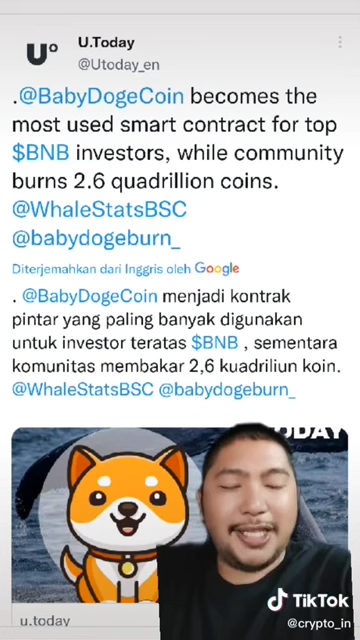 U°
U.Today
@Utoday_en
.@BabyDogeCoin becomes the
most used smart contract for top
$BNB investors, while community
burns 2.6 quadrillion coins.
@WhaleStatsBSC
@babydogeburn_
Diterjemahkan dari Inggris oleh Google
. @BabyDogeCoin menjadi kontrak
pintar yang paling banyak digunakan
untuk investor teratas $BNB , sementara
komunitas membakar 2,6 kuadriliun koin.
@WhaleStatsBSC @babydogeburn_
TODAY
u.today
TikTok
@crypto_in